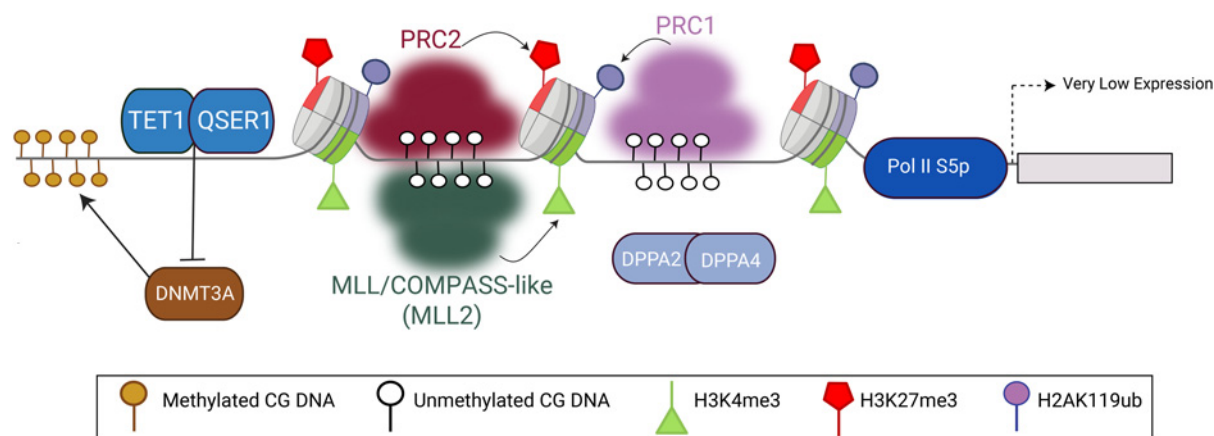 PRC2
PRC1
Very Low Expression
TET1
QSER1
Pol II S5p
DPPA2
DPPA4
DNMT3A
MLL/COMPASS-like
(MLL2)
Methylated CG DNA
Unmethylated CG DNA
H3K4me3
H3K27me3
H2AK119ub